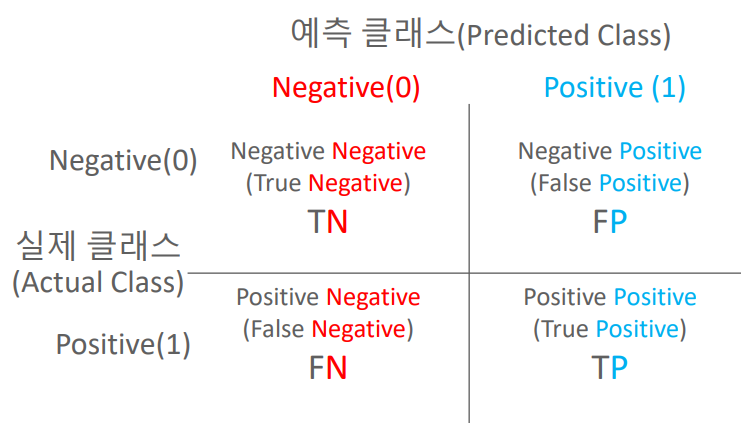 예측 클래스(Predicted Class)
Negative(0)
Positive (1)
Negative(0)
Negative Negative
(True Negative)
TN
Negative Positive
(False Positive)
FP
실제 클래스
(Actual Class)
Positive(1)
Positive Negative
(False Negative)
FN
Positive Positive
(True Positive)
TP